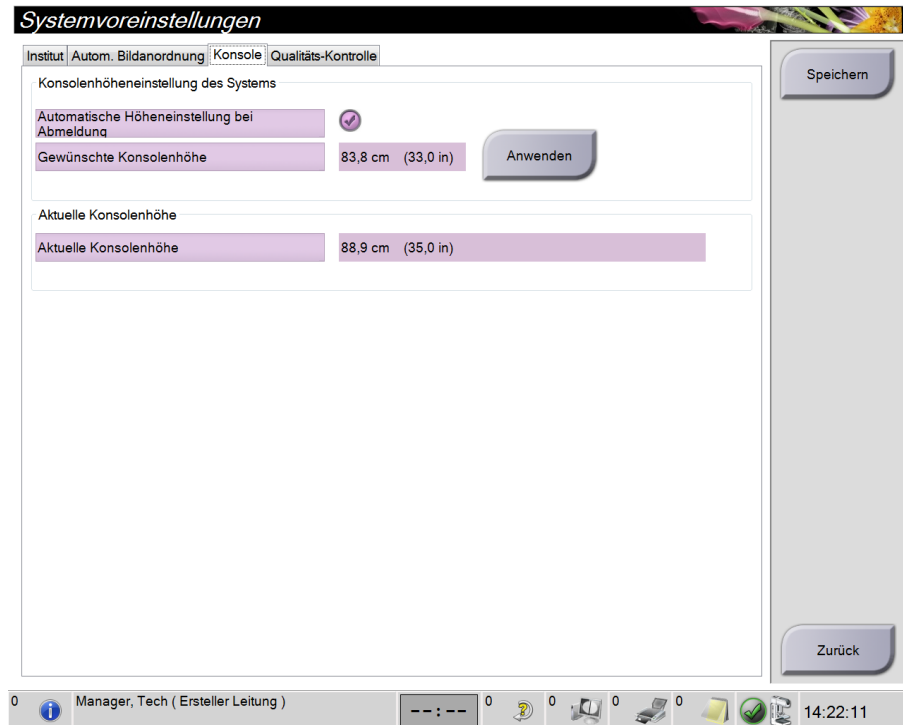 Systemvoreinstellungen
Institut Autom. Bildanordnung Konsole Qualitäts-Kontrolle
Speichern
Konsolenhöheneinstellung des Systems
Automatische Höheneinstellung bei
Abmeldung
Gewünschte Konsolenhöhe 83,8 cm (33,0 in) Anwenden
Aktuelle Konsolenhöhe
Aktuelle Konsolenhöhe 88,9 cm (35,0 in)
Zurück
0 Manager, Tech ( Ersteller Leitung ) --:-- 0 0 0 0 14:22:11